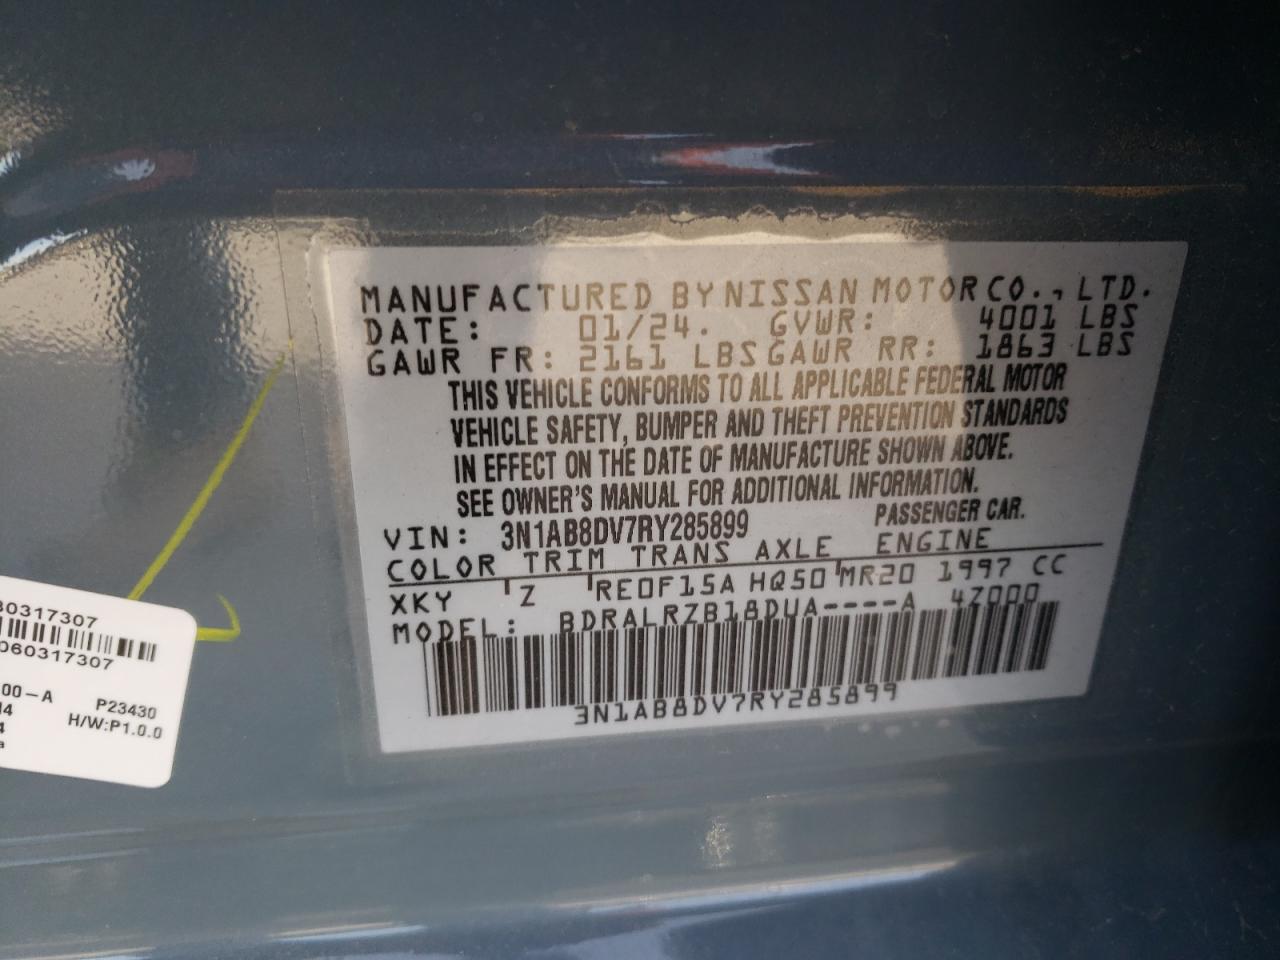 MANUFACTURED BY NISSAN MOTOR CO., LTD.
DATE: 01/24. GVWR: 4001 LBS
GAWR FR: 2161 LBS GAWR RR: 1863 LBS
THIS VEHICLE CONFORMS TO ALL APPLICABLE FEDERAL MOTOR
VEHICLE SAFETY, BUMPER AND THEFT PREVENTION STANDARDS
IN EFFECT ON THE DATE OF MANUFACTURE SHOWN ABOVE.
SEE OWNER'S MANUAL FOR ADDITIONAL INFORMATION.
VIN: 3N1AB8DV7RY285899 PASSENGER CAR.
COLOR TRIM TRANS AXLE ENGINE
XKY Z RE0F15A HQ50 MR20 1997 CC
MODEL: BDRALRZB18DUA----A 4Z000
3N1AB8DV7RY285899
60317307
060317307
00-A P23430
H/W:P1.0.0